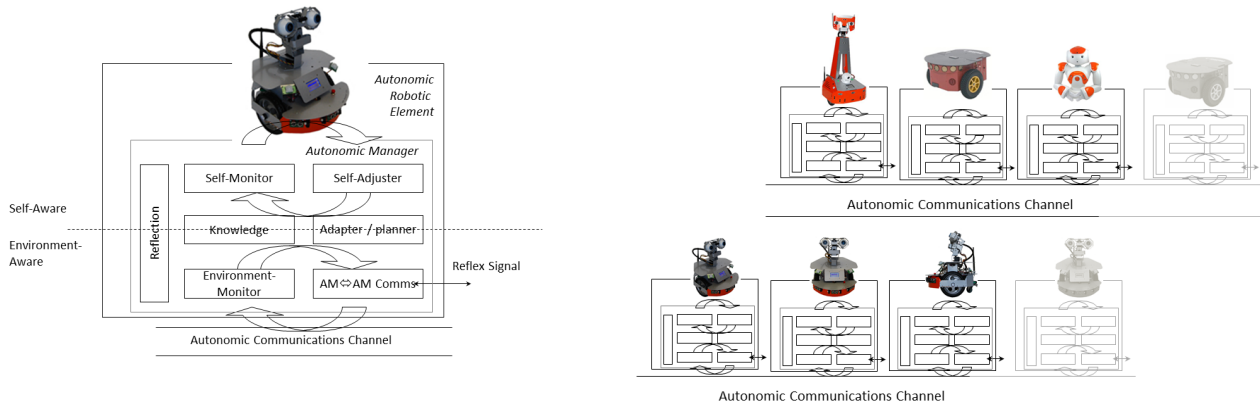 Autonomic
Robotic
Element
Autonomic Manager
Self-Monitor
Self-Adjuster
Self-Aware
Reflection
Knowledge
Adapter / planner
Environment-
Aware
Environment-
Monitor
AM⇔AM Comms
Reflex Signal
Autonomic Communications Channel
Autonomic Communications Channel
Autonomic Communications Channel